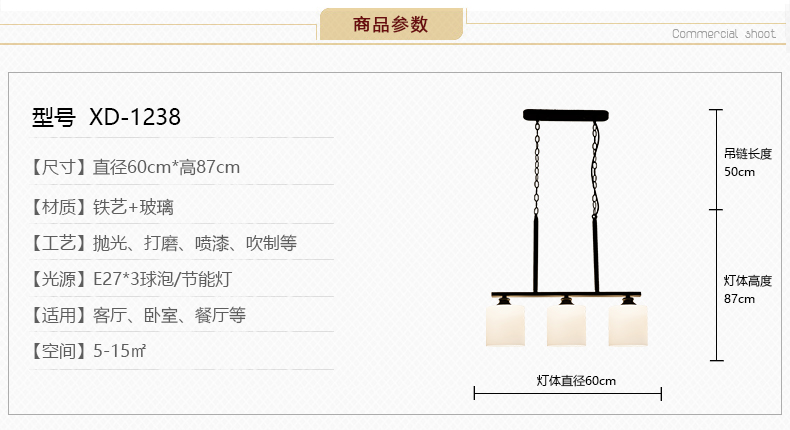 商品参数
Commercial shoot
型号 XD-1238
【尺寸】直径60cm*高87cm
【材质】铁艺+玻璃
【工艺】抛光、打磨、喷漆、吹制等
【光源】E27*3球泡/节能灯
【适用】客厅、卧室、餐厅等
【空间】5-15㎡
吊链长度
50cm
灯体高度
87cm
灯体直径60cm